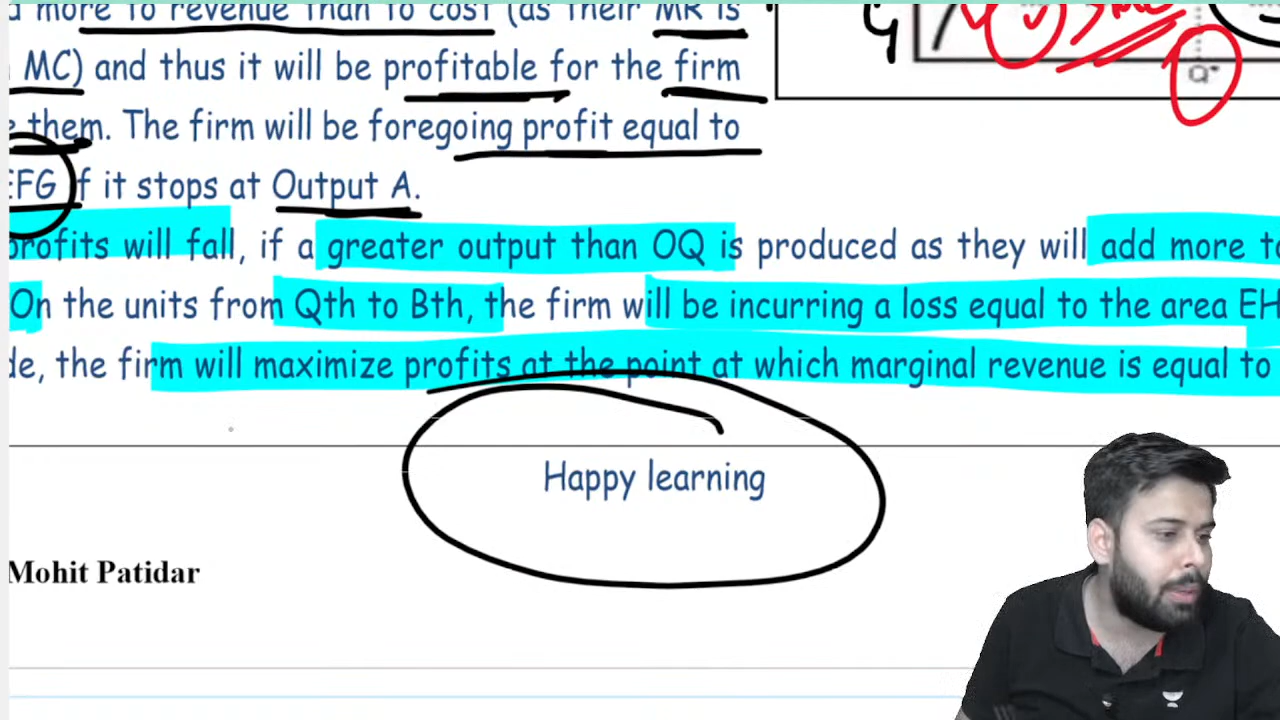 more to revenue than to cost (as their MR is
MC) and thus it will be profitable for the firm
them. The firm will be foregoing profit equal to
EFG if it stops at Output A.
profits will fall, if a greater output than OQ is produced as they will add more to
On the units from Qth to Bth, the firm will be incurring a loss equal to the area EH
the firm will maximize profits at the point at which marginal revenue is equal to
Q*
Happy learning
Mohit Patidar